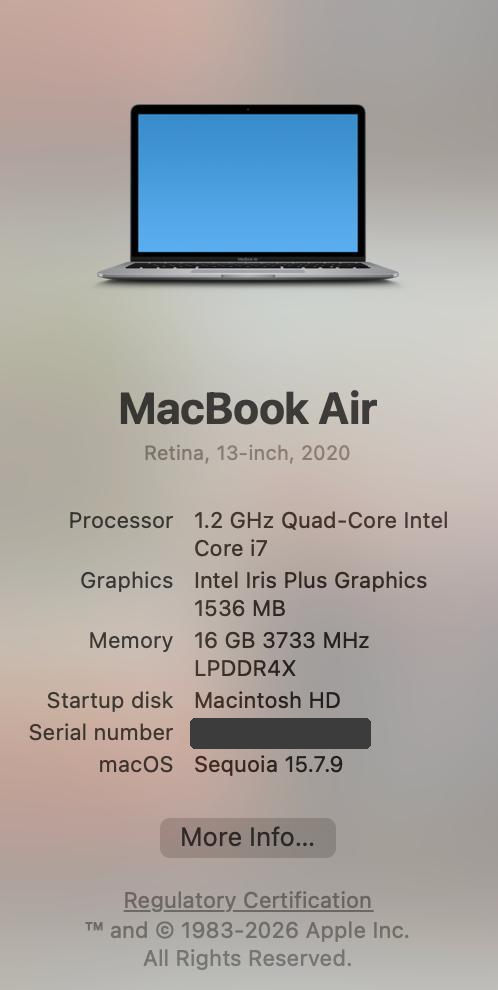 MacBook Air
Retina, 13-inch, 2020
Processor 1.2 GHz Quad-Core Intel
Core i7
Graphics Intel Iris Plus Graphics
1536 MB
Memory 16 GB 3733 MHz
LPDDR4X
Startup disk Macintosh HD
Serial number
macOS Sequoia 15.7.9
More Info...
Regulatory Certification
™ and © 1983-2026 Apple Inc.
All Rights Reserved.